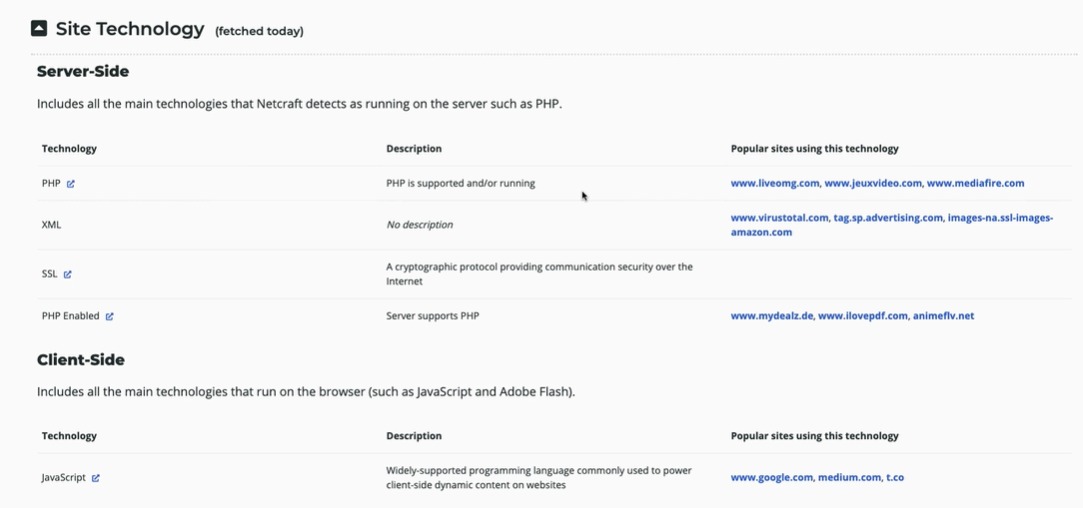 Site Technology (fetched today)
Server-Side
Includes all the main technologies that Netcraft detects as running on the server such as PHP.
Technology Description Popular sites using this technology
PHP PHP is supported and/or running www.liveomg.com, www.jeuxvideo.com, www.mediafire.com
XML No description www.virustotal.com, tag.sp.advertising.com, images-na.ssl-images-
amazon.com
SSL A cryptographic protocol providing communication security over the
Internet
PHP Enabled Server supports PHP www.mydealz.de, www.ilovepdf.com, animeflv.net
Client-Side
Includes all the main technologies that run on the browser (such as JavaScript and Adobe Flash).
Technology Description Popular sites using this technology
JavaScript Widely-supported programming language commonly used to power
client-side dynamic content on websites www.google.com, medium.com, t.co